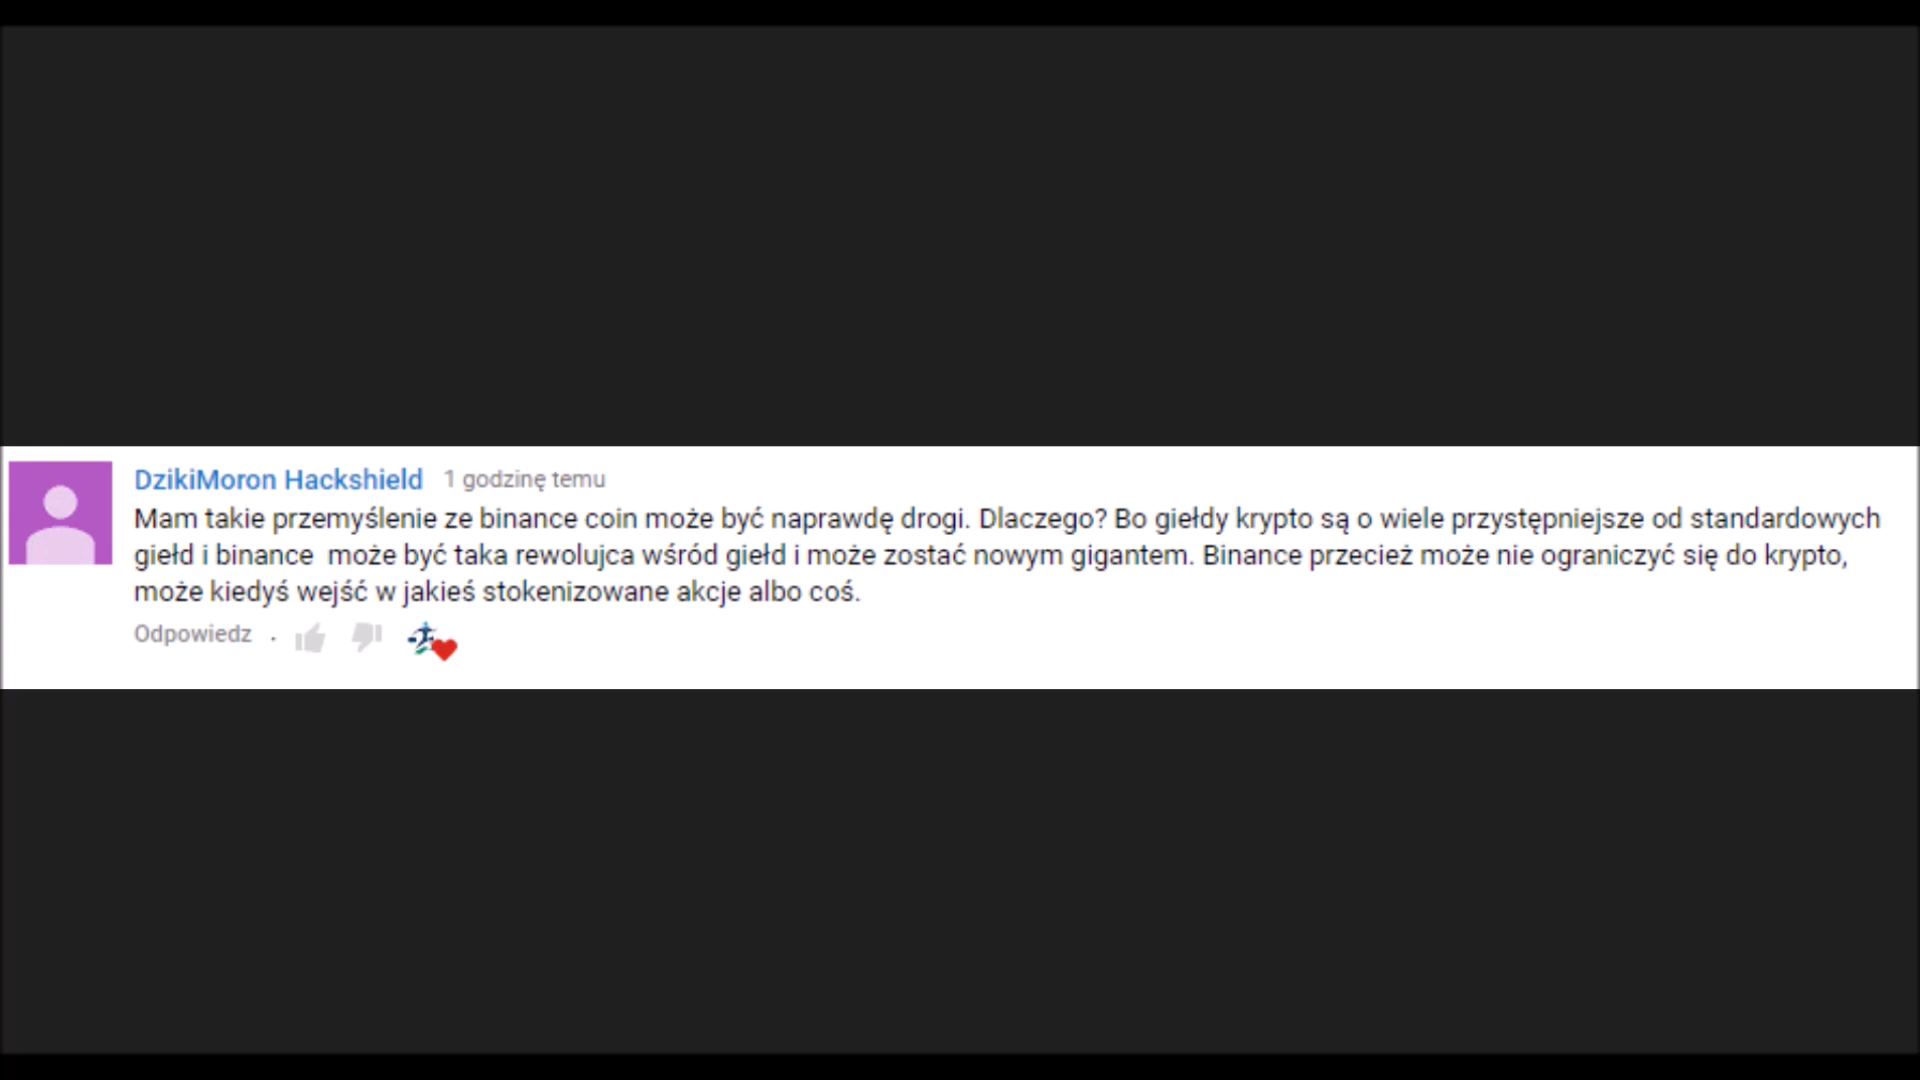 DzikiMoron Hackshield 1 godzinę temu
Mam takie przemyślenie ze binance coin może być naprawdę drogi. Dlaczego? Bo giełdy krypto są o wiele przystępniejsze od standardowych
giełd i binance  może być taka rewolujca wśród giełd i może zostać nowym gigantem. Binance przecież może nie ograniczyć się do krypto,
może kiedyś wejść w jakieś stokenizowane akcje albo coś.
Odpowiedz .